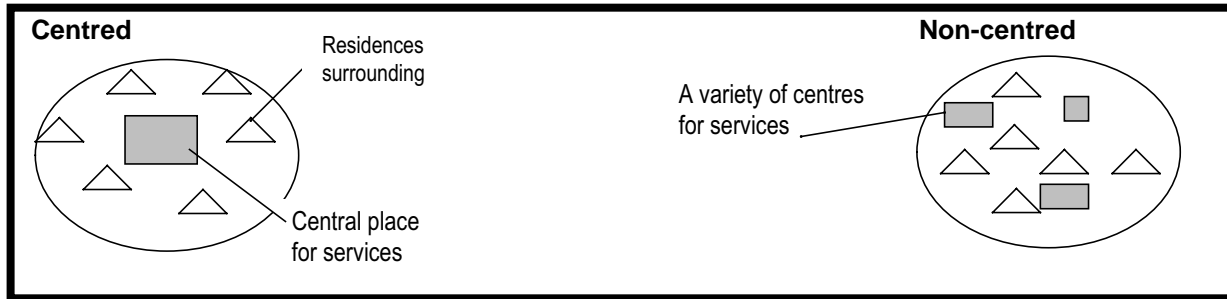 Centred
Residences
surrounding
Central place
for services
Non-centred
A variety of centres
for services